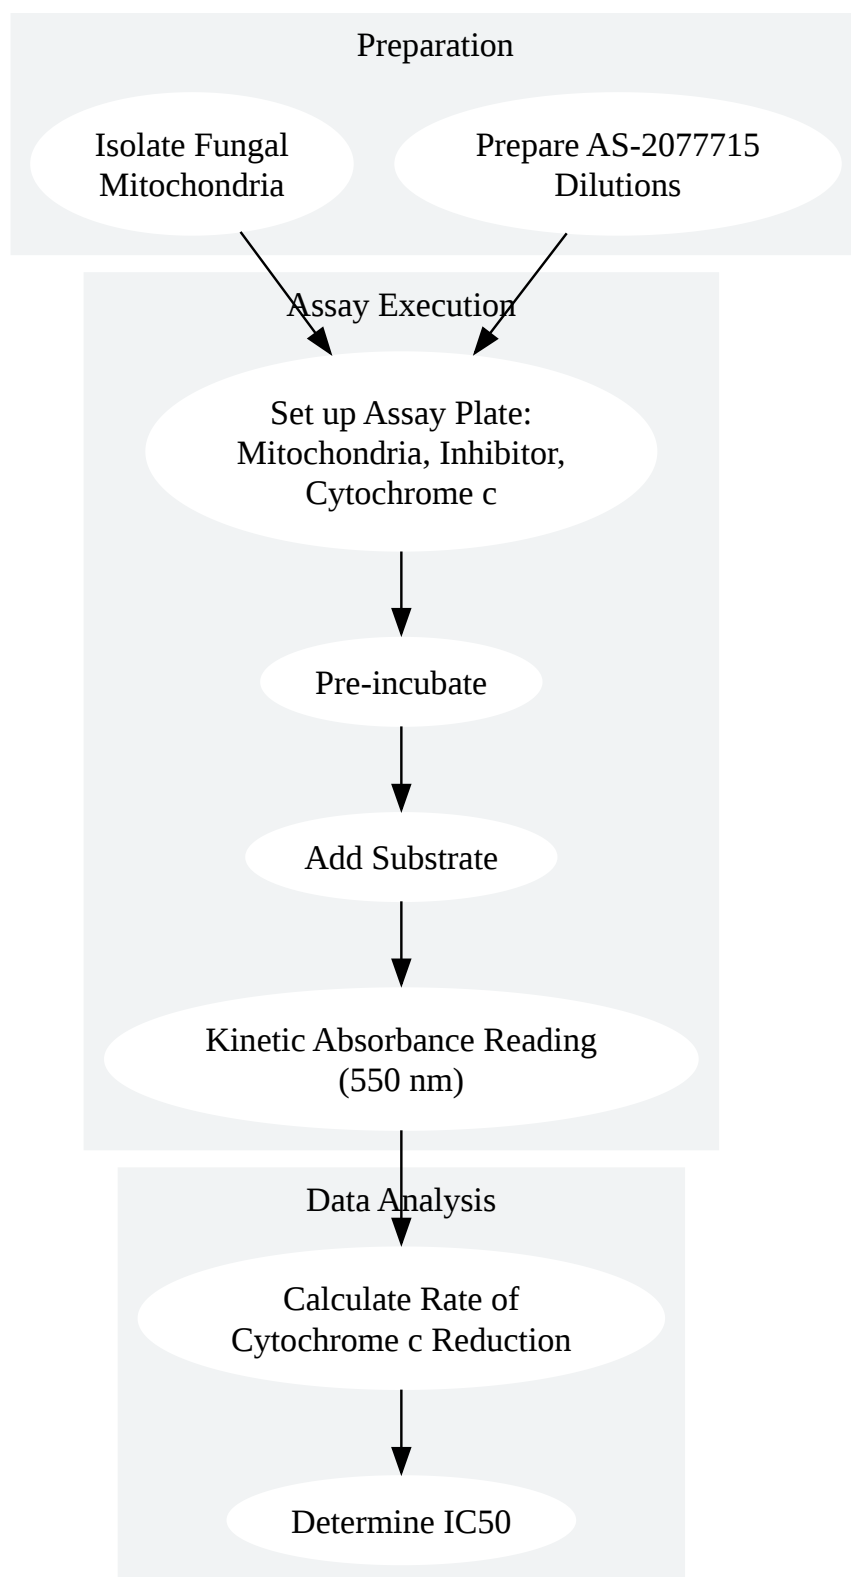 Preparation
Isolate Fungal
Mitochondria
Prepare AS-2077715
Dilutions
Assay Execution
Set up Assay Plate:
Mitochondria, Inhibitor,
Cytochrome c
Pre-incubate
Add Substrate
Kinetic Absorbance Reading
(550 nm)
Data Analysis
Calculate Rate of
Cytochrome c Reduction
Determine IC50